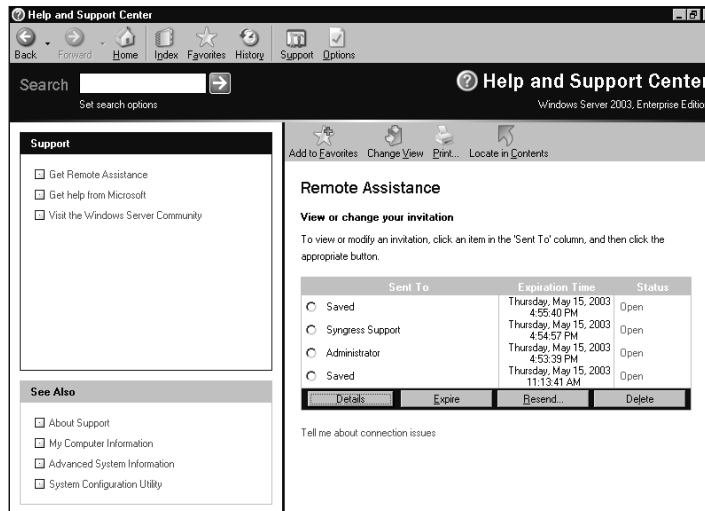 Help and Support Center
Back Forward Home Index Favorites History Support Options
Search
Set search options
Help and Support Cente
Windows Server 2003, Enterprise Editio
Support
Get Remote Assistance
Get help from Microsoft
Visit the Windows Server Community
See Also
About Support
My Computer Information
Advanced System Information
System Configuration Utility
Add to Favorites Change View Print... Locate in Contents
Remote Assistance
View or change your invitation
To view or modify an invitation, click an item in the 'Sent To' column, and then click the
appropriate button.
Sent To Expiration Time Status
Saved Thursday, May 15, 2003 4:55:40 PM Open
Syngress Support Thursday, May 15, 2003 4:54:57 PM Open
Administrator Thursday, May 15, 2003 4:53:39 PM Open
Saved Thursday, May 15, 2003 11:13:41 AM Open
Details Expire Resend... Delete
Tell me about connection issues